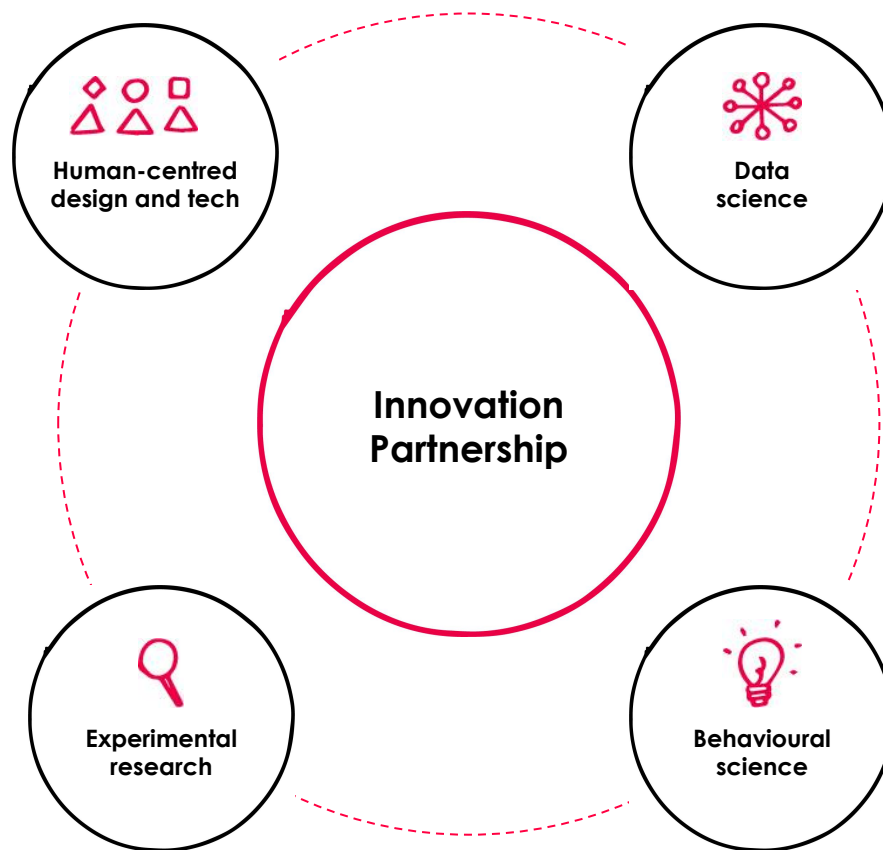 Human-centred
design and tech
Data
science
Innovation
Partnership
Experimental
research
Behavioural
science